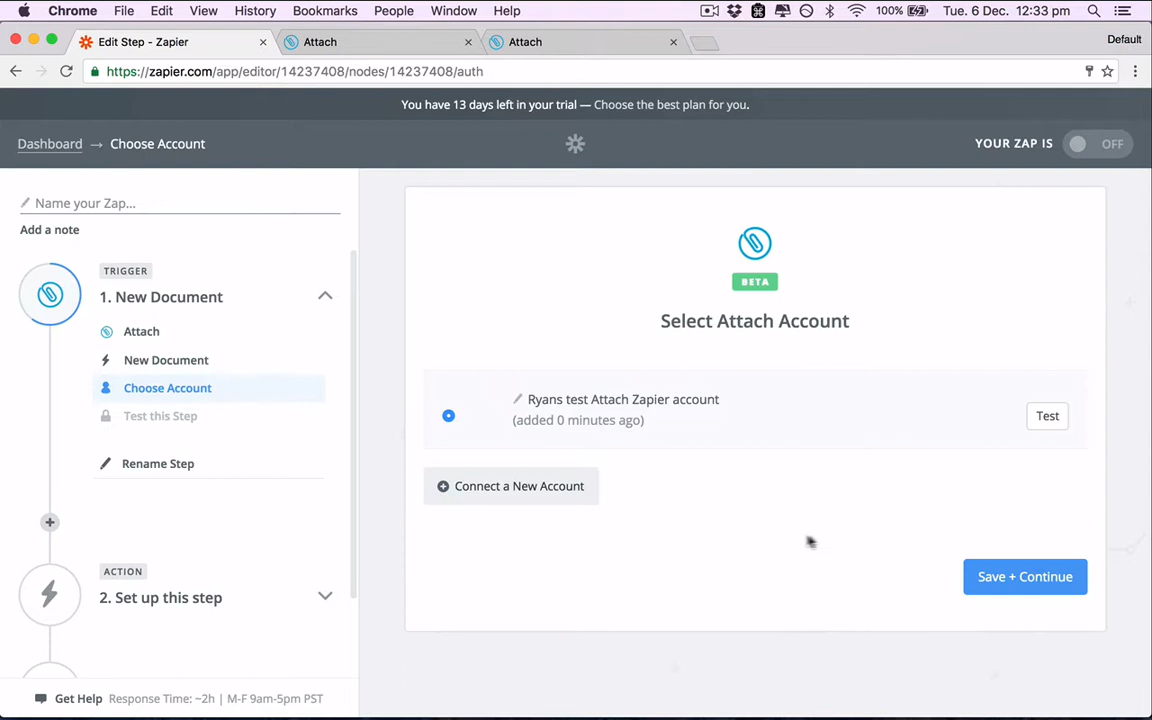 Chrome File Edit View History Bookmarks People Window Help 100% Tue. 6 Dec. 12:33 pm
Edit Step - Zapier × Attach × Attach × Default
https://zapier.com/app/editor/14237408/nodes/14237408/auth
You have 13 days left in your trial — Choose the best plan for you.
Dashboard → Choose Account YOUR ZAP IS OFF
Name your Zap...
Add a note
TRIGGER
1. New Document
Attach
New Document
Choose Account
Test this Step
Rename Step
ACTION
2. Set up this step
Get Help Response Time: ~2h | M-F 9am-5pm PST
BETA
Select Attach Account
Ryans test Attach Zapier account
(added 0 minutes ago)
Test
Connect a New Account
Save + Continue